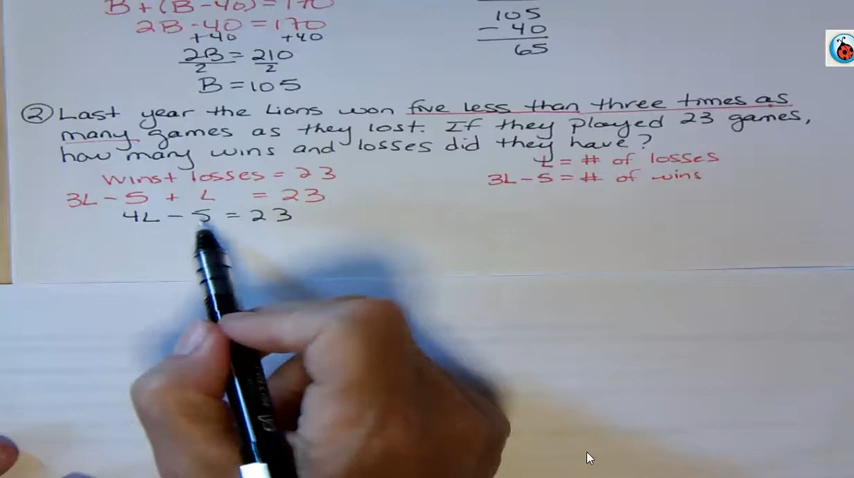 B + (B - 40) = 170
2B - 40 = 170
+40 +40
2B = 210
2 2
B = 105
105
- 40
65
② Last year the Lions won five less than three times as
many games as they lost. If they played 23 games,
how many wins and losses did they have?
Wins + losses = 23
3L - 5 + L = 23
4L - 5 = 23
L = # of losses
3L - 5 = # of wins